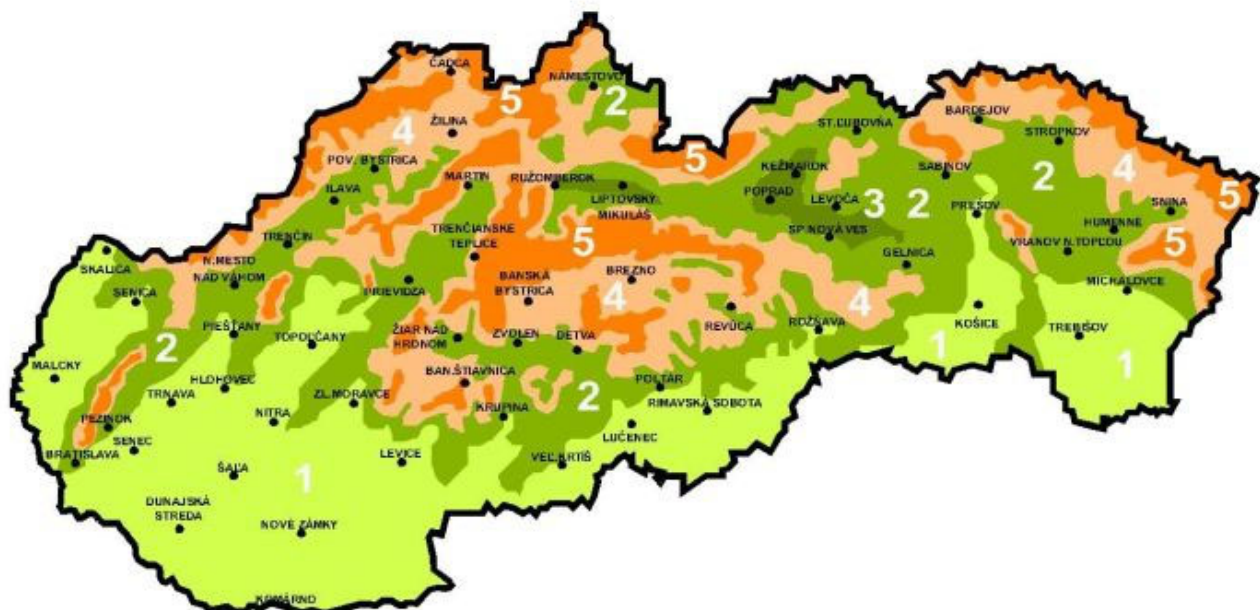 ČADCA
NÁMESTOVO
5
2
4
ŽILINA
ST.ĽUBOVŇA
BARDEJOV
STROPKOV
POV. BYSTRICA
MARTIN
RUŽOMBEROK
5
KEŽMAROK
SABINOV
2
4
ILAVA
LIPTOVSKÝ
MIKULÁŠ
POPRAD
LEVOČA
3
2
PREŠOV
SNINA
5
TRENČIN
TRENČIANSKE
TEPLICE
5
SP.NOVÁ VES
HUMENNÉ
VRANOV N.TOPĽOU
5
SKALICA
N.MESTO
NAD VÁHOM
GELNICA
SENICA
PRIEVIDZA
BANSKÁ
BYSTRICA
BREZNO
4
4
MICHALOVCE
PIEŠŤANY
TOPOĽČANY
ŽIAR NAD
HRONOM
ZVOLEN
DETVA
REVÚCA
ROŽŇAVA
KOŠICE
TREBIŠOV
2
1
1
MALCKY
HLOHOVEC
TRNAVA
ZL.MORAVCE
BAN.ŠTIAVNICA
2
POLTÁR
PEZINOK
NITRA
KRUPINA
RIMAVSKÁ SOBOTA
SENEC
LUČENEC
BRATISLAVA
ŠAĽA
1
LEVICE
VEĽ.KRTÍŠ
DUNAJSKÁ
STREDA
NOVÉ ZÁMKY
KOMÁRNO